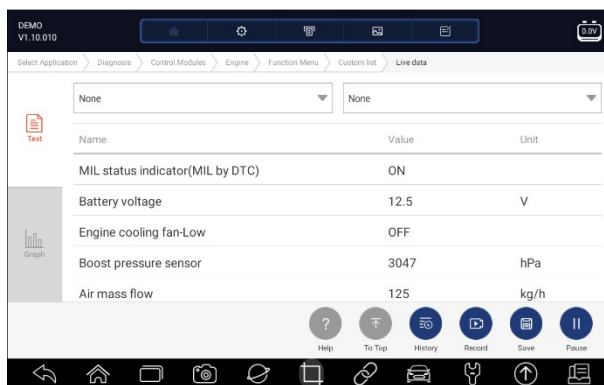 DEMO
V1.10.010
0.0V
Select Application Diagnosis Control Modules Engine Function Menu Custom list Live data
None None
Text
Name Value Unit
MIL status indicator(MIL by DTC) ON
Battery voltage 12.5 V
Engine cooling fan-Low OFF
Graph
Boost pressure sensor 3047 hPa
Air mass flow 125 kg/h
? Help To Top History Record Save Pause